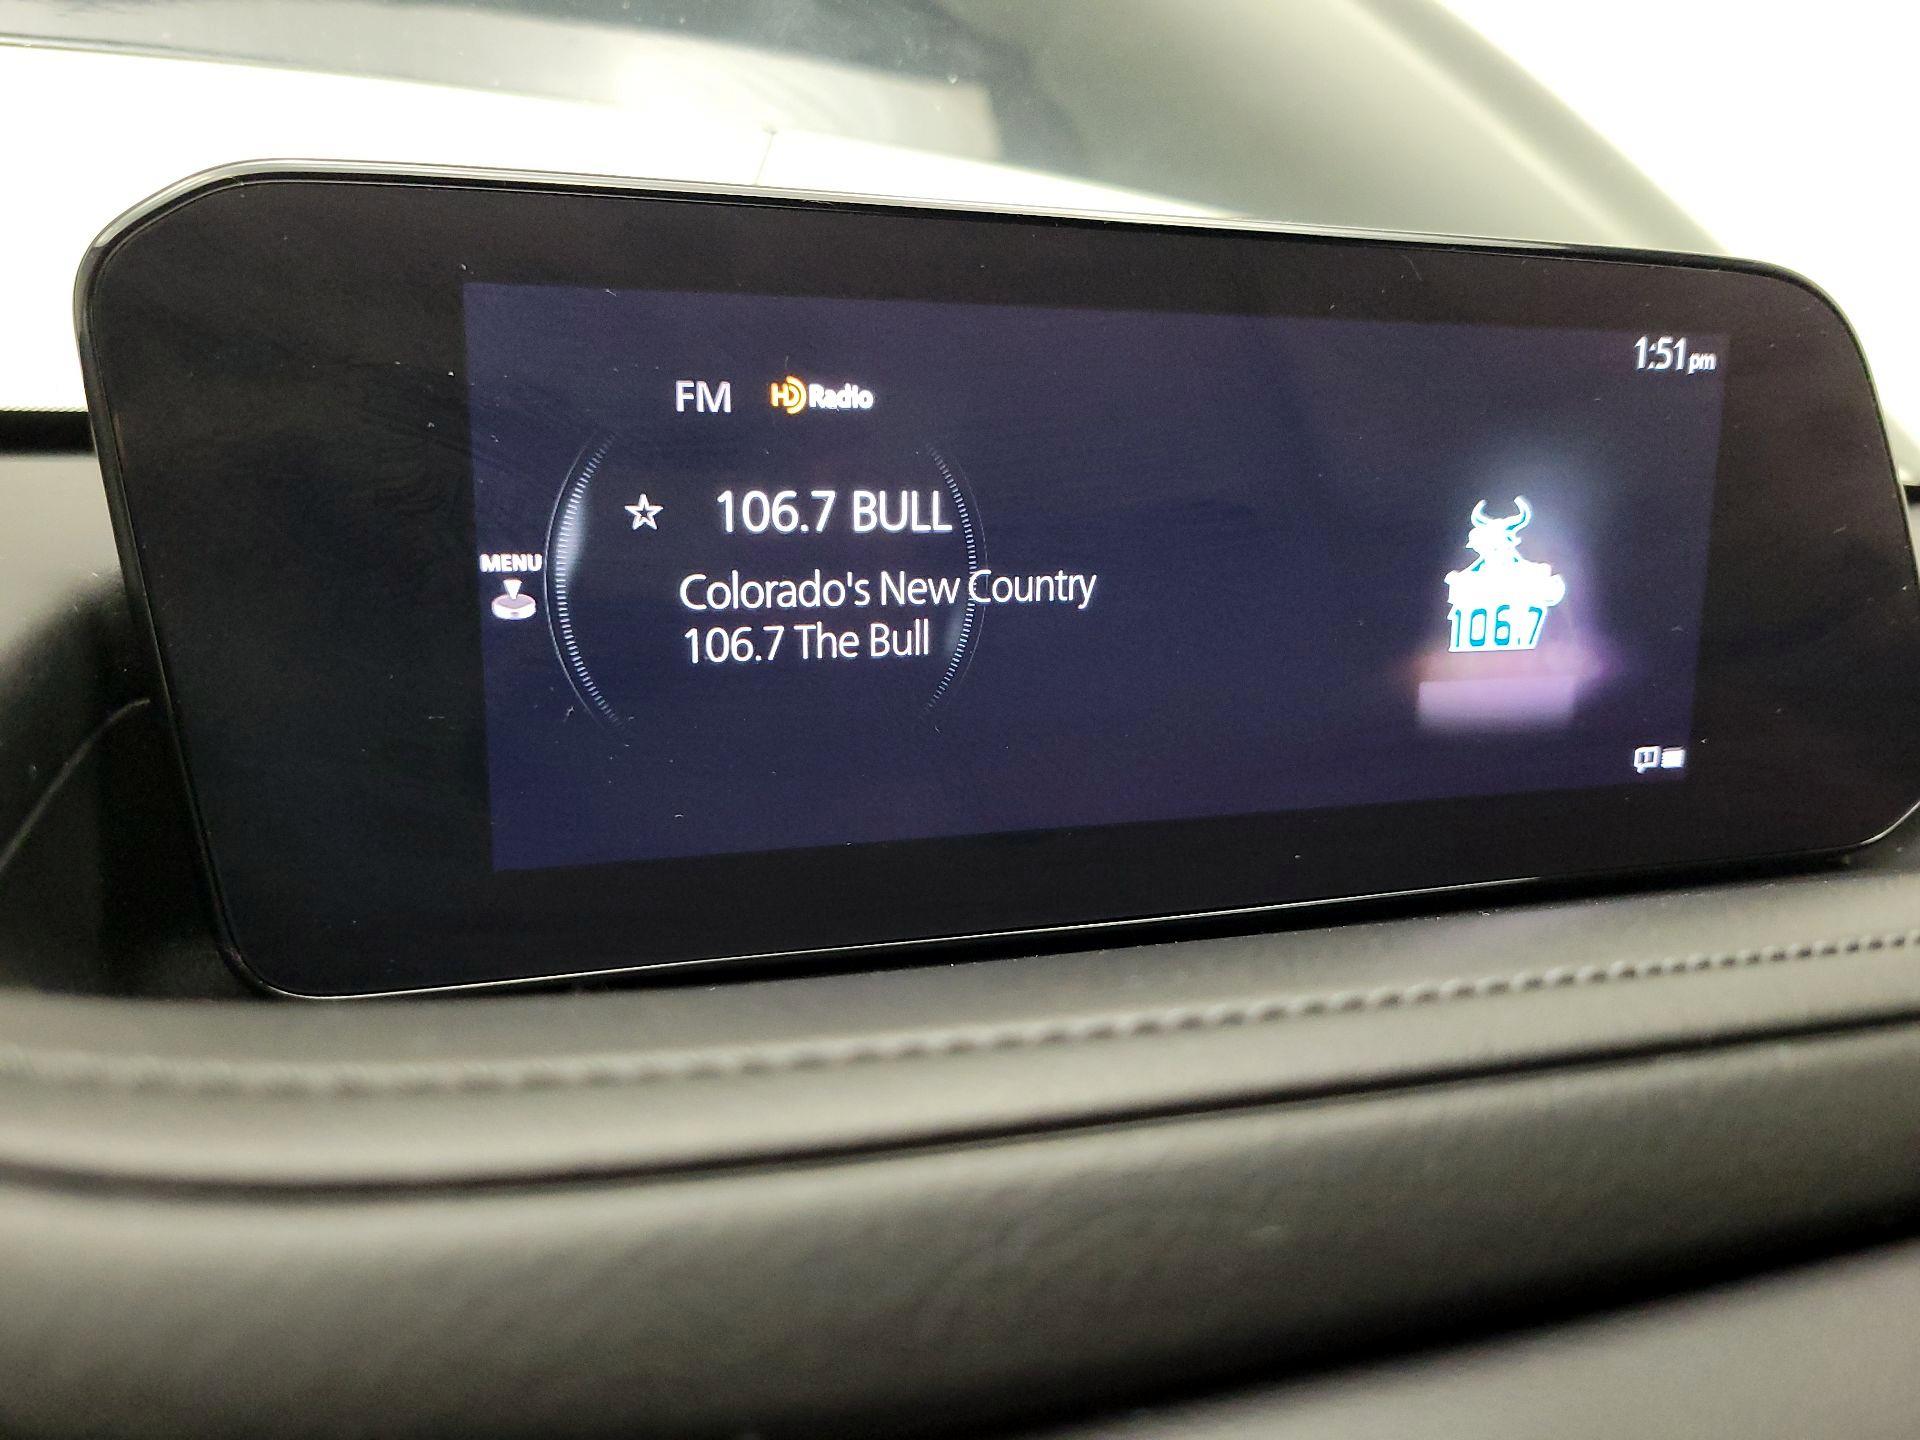 1:51 pm
FM HD Radio
106.7 BULL
MENU
Colorado's New Country
106.7 The Bull
106.7
1